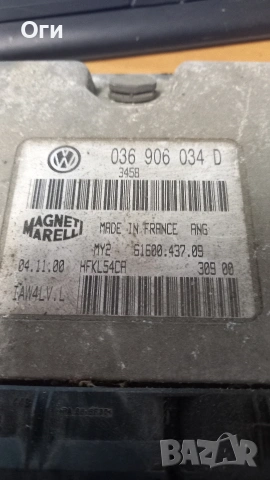 Оги
036 906 034 D
3458
MAGNETI
MARELLI
MADE IN FRANCE ANG
MY2 61600.437.09
04.11.00 HFKL54CA 309 00
IAW4LV.L
bazar